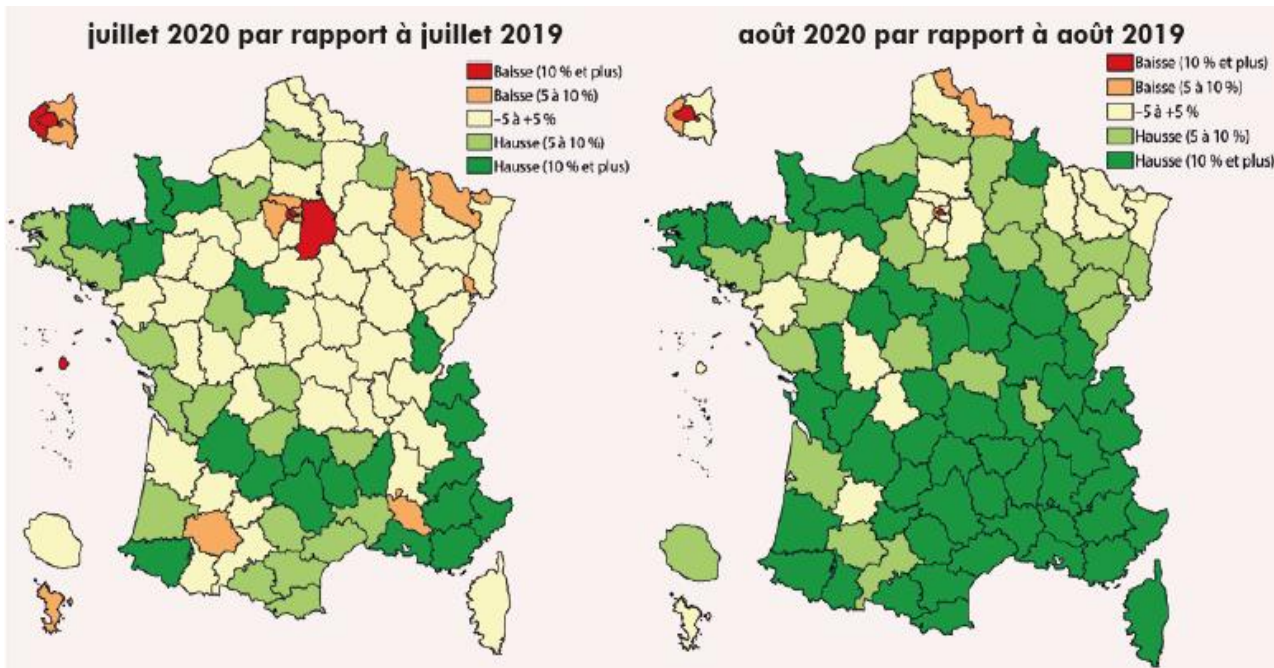 juillet 2020 par rapport à juillet 2019
Baisse (10 % et plus)
Baisse (5 à 10 %)
–5 à +5 %
Hausse (5 à 10 %)
Hausse (10 % et plus)
août 2020 par rapport à août 2019
Baisse (10 % et plus)
Baisse (5 à 10 %)
–5 à +5 %
Hausse (5 à 10 %)
Hausse (10 % et plus)